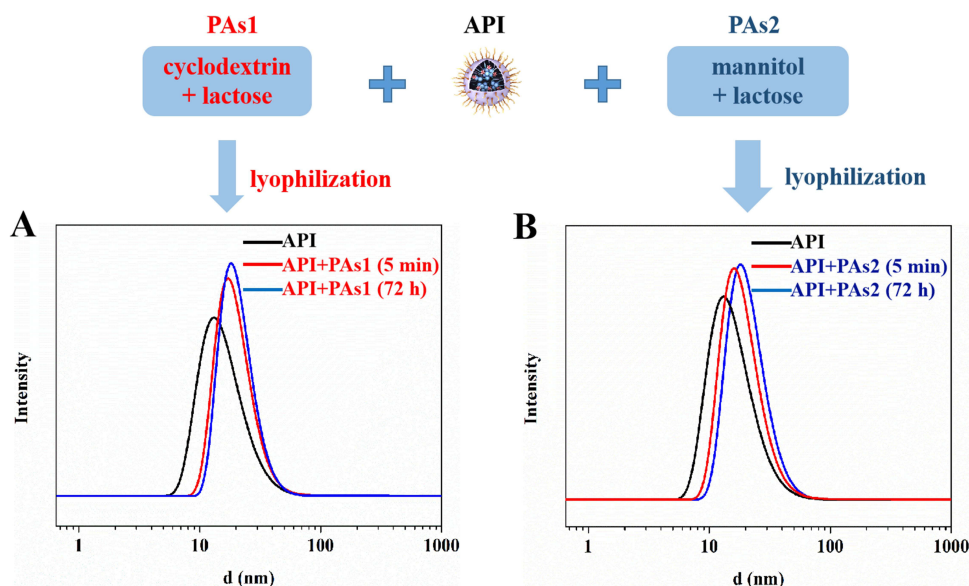 PAs1
API
PAs2
cyclodextrin
+ lactose
mannitol
+ lactose
lyophilization
lyophilization
A
API
API+PAs1 (5 min)
API+PAs1 (72 h)
Intensity
1
10
100
1000
d (nm)
B
API
API+PAs2 (5 min)
API+PAs2 (72 h)
Intensity
1
10
100
1000
d (nm)